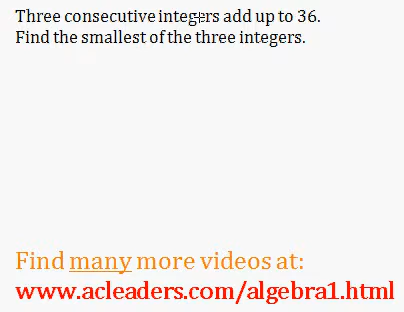 Three consecutive integers add up to 36.
Find the smallest of the three integers.
Find many more videos at:
www.acleaders.com/algebra1.html